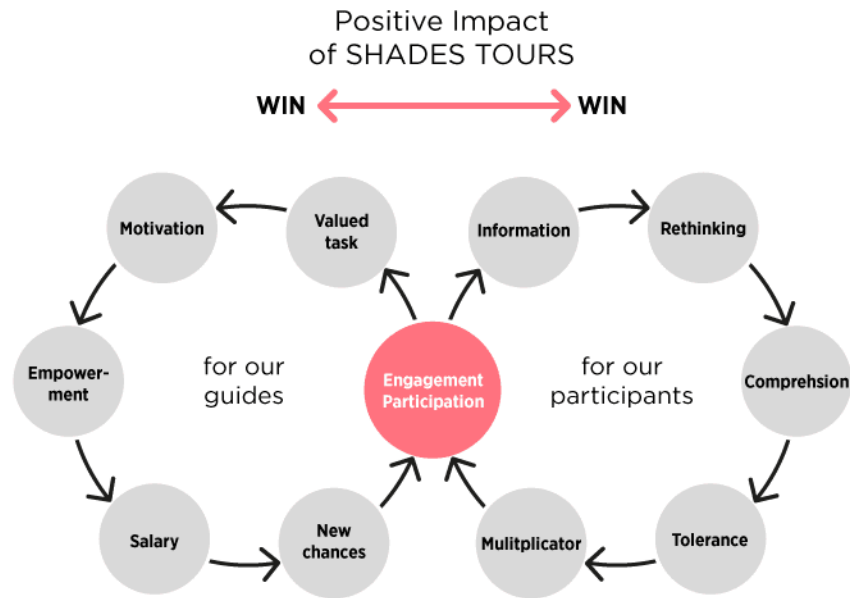 Positive Impact
of SHADES TOURS
WIN
WIN
Motivation
Valued
task
Information
Rethinking
Empower-
ment
for our
guides
Engagement
Participation
for our
participants
Comprehsion
Salary
New
chances
Mulitplicator
Tolerance